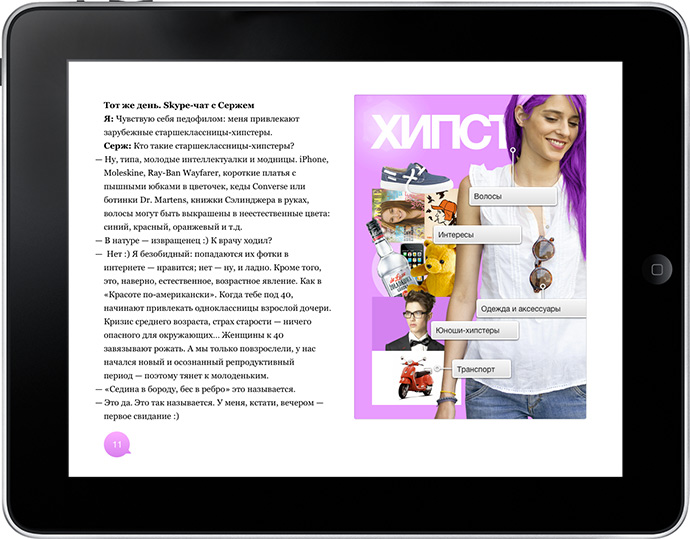 Тот же день. Skype-чат с Сержем
Я: Чувствую себя педофилом: меня привлекают
зарубежные старшеклассницы-хипстеры.
Серж: Кто такие старшеклассницы-хипстеры?
— Ну, типа, молодые интеллектуалки и модницы. iPhone,
Moleskine, Ray-Ban Wayfarer, короткие платья с
пышными юбками в цветочек, кеды Converse или
ботинки Dr. Martens, книжки Сэлинджера в руках,
волосы могут быть выкрашены в неестественные цвета:
синий, красный, оранжевый и т.д.
— В натуре — извращенец :) К врачу ходил?
— Нет :) Я безобидный: попадаются их фотки в
интернете — нравится; нет — ну, и ладно. Кроме того,
это, наверно, естественное, возрастное явление. Как в
«Красоте по-американски». Когда тебе под 40,
начинают привлекать одноклассницы взрослой дочери.
Кризис среднего возраста, страх старости — ничего
опасного для окружающих... Женщины к 40
завязывают рожать. А мы только повзрослели, у нас
начался новый и осознанный репродуктивный
период — поэтому тянет к молоденьким.
— «Седина в бороду, бес в ребро» это называется.
— Это да. Это так называется. У меня, кстати, вечером —
первое свидание :)
11
ХИПСТ
Волосы
Интересы
Одежда и аксессуары
Юноши-хипстеры
Транспорт